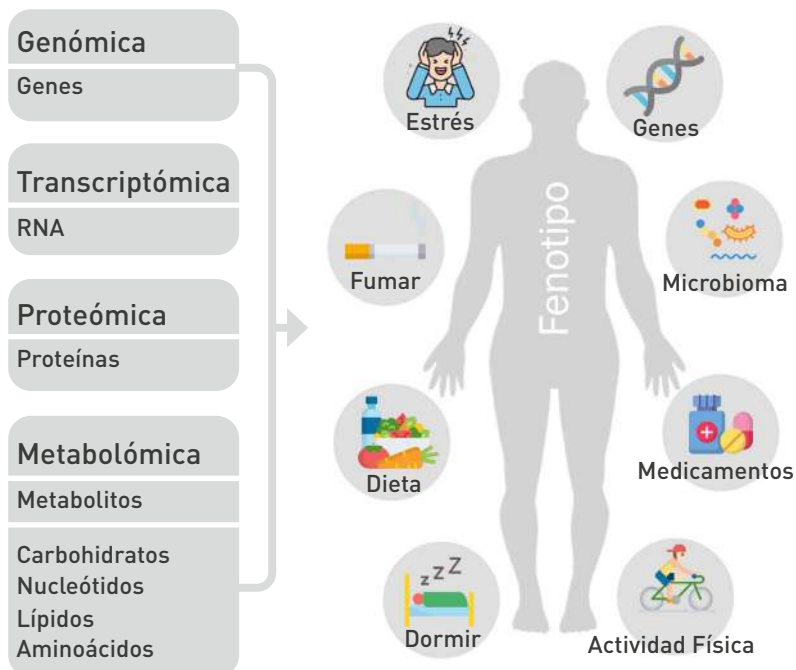 Genómica
Genes
Transcriptómica
RNA
Proteómica
Proteínas
Metabolómica
Metabolitos
Carbohidratos
Nucleótidos
Lípidos
Aminoácidos
Estrés
Genes
Fenotipo
Fumar
Microbioma
Dieta
Medicamentos
zzZ
Dormir
Actividad Física